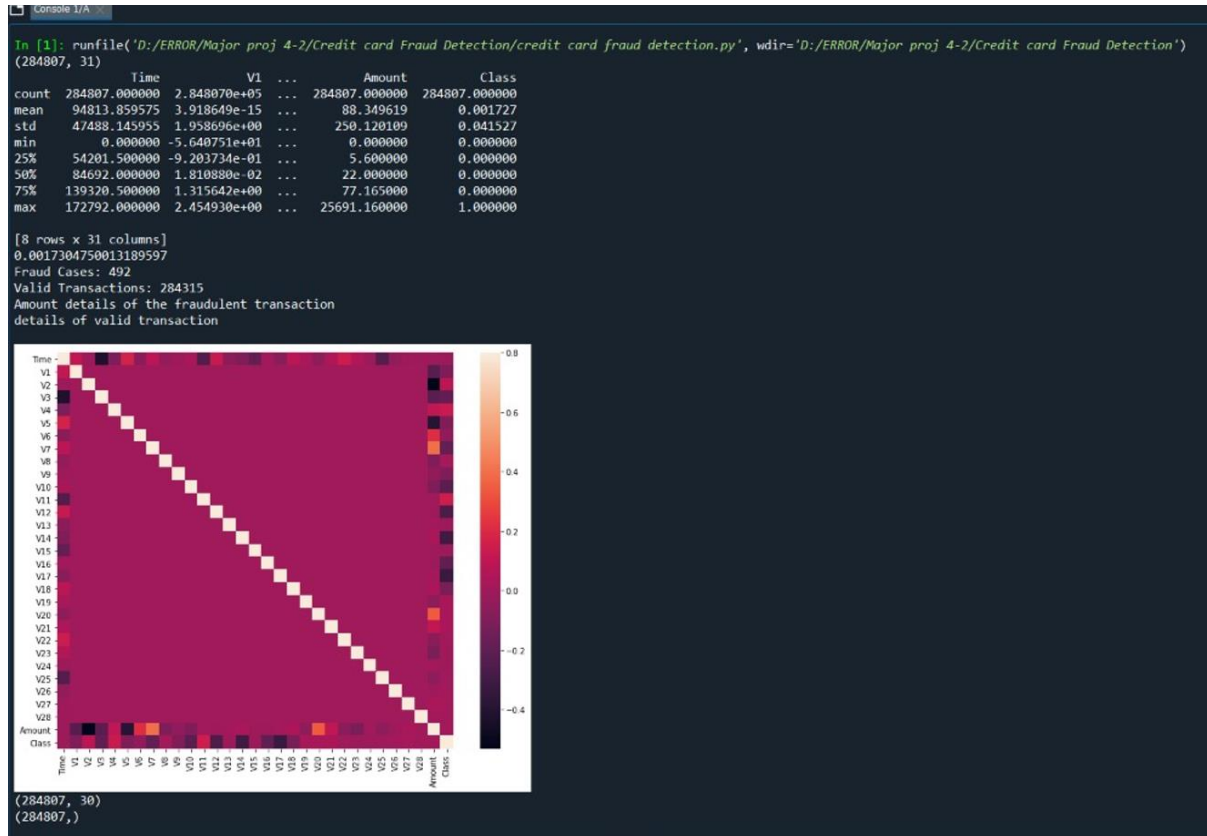 Console 1/A
In [1]: runfile('D:/ERROR/Major proj 4-2/Credit card Fraud Detection/credit card fraud detection.py', wdir='D:/ERROR/Major proj 4-2/Credit card Fraud Detection')
(284807, 31)
Time V1 ... Amount Class
count 284807.000000 2.848070e+05 ... 284807.000000 284807.000000
mean 94813.859575 3.918649e-15 ... 88.349619 0.001727
std 47488.145955 1.958696e+00 ... 250.120109 0.041527
min 0.000000 -5.640751e+01 ... 0.000000 0.000000
25% 54201.500000 -9.203734e-01 ... 5.600000 0.000000
50% 84692.000000 1.810880e-02 ... 22.000000 0.000000
75% 139320.500000 1.315642e+00 ... 77.165000 0.000000
max 172792.000000 2.454930e+00 ... 25691.160000 1.000000
[8 rows x 31 columns]
0.0017304750013189597
Fraud Cases: 492
Valid Transactions: 284315
Amount details of the fraudulent transaction
details of valid transaction
Time
V1
V2
V3
V4
V5
V6
V7
V8
V9
V10
V11
V12
V13
V14
V15
V16
V17
V18
V19
V20
V21
V22
V23
V24
V25
V26
V27
V28
Amount
Class
Time V1 V2 V3 V4 V5 V6 V7 V8 V9 V10 V11 V12 V13 V14 V15 V16 V17 V18 V19 V20 V21 V22 V23 V24 V25 V26 V27 V28 Amount Class
0.8
0.6
0.4
0.2
0.0
−0.2
−0.4
(284807, 30)
(284807,)